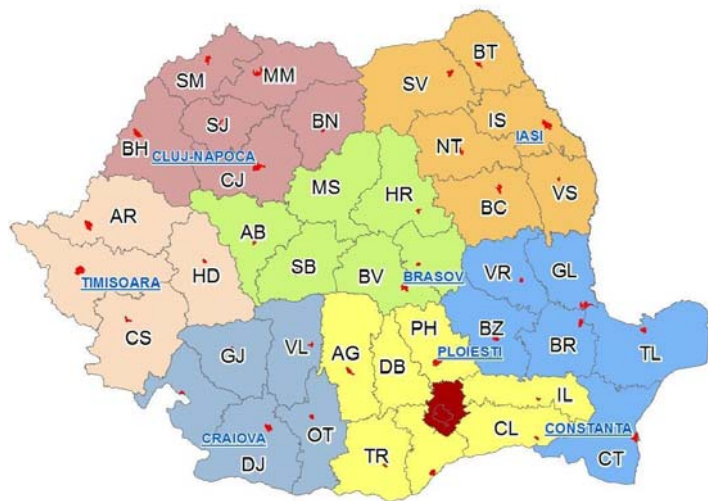 BT
SM
MM
SV
SJ
BN
IS
IASI
BH
CLUJ-NAPOCA
NT
CJ
MS
HR
VS
BC
AR
AB
TIMISOARA
HD
SB
BV
BRASOV
VR
GL
CS
GJ
VL
AG
DB
PH
BZ
PLOIESTI
BR
TL
IL
CRAIOVA
OT
CL
CONSTANTA
DJ
TR
CT